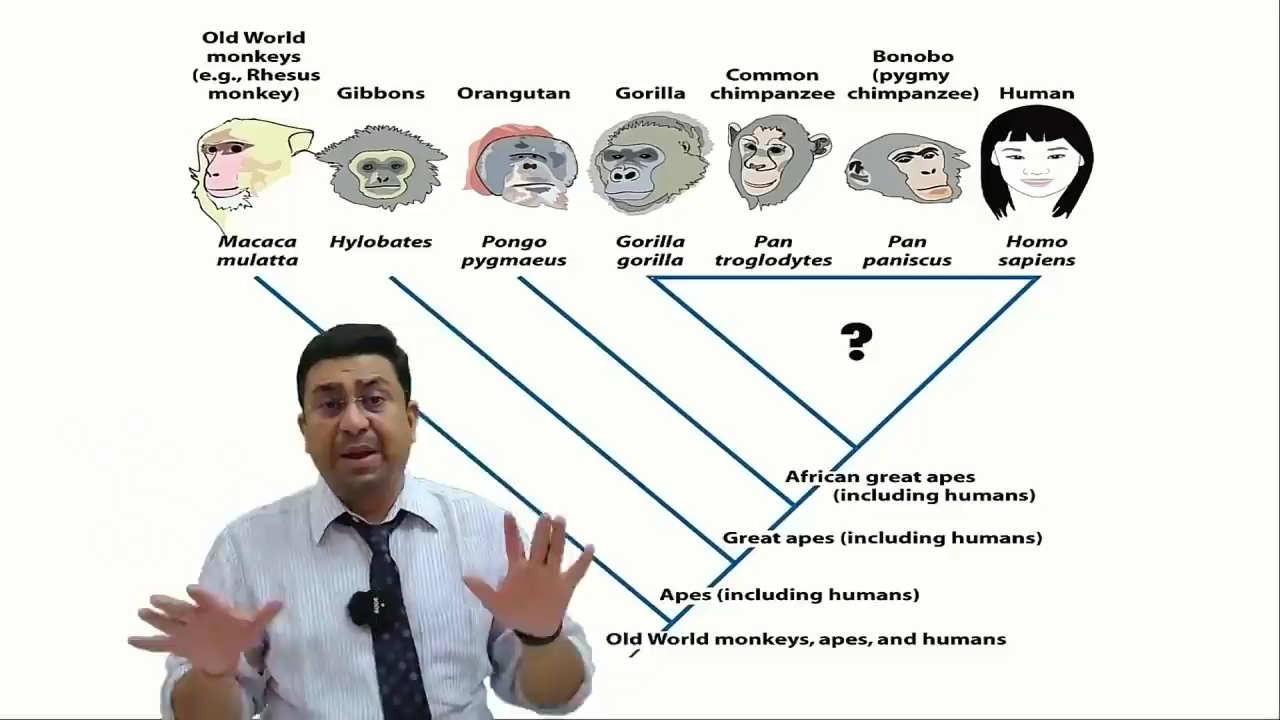 Old World
monkeys
(e.g., Rhesus
monkey)
Gibbons
Orangutan
Gorilla
Common
chimpanzee
Bonobo
(pygmy
chimpanzee)
Human
Macaca
mulatta
Hylobates
Pongo
pygmaeus
Gorilla
gorilla
Pan
troglodytes
Pan
paniscus
Homo
sapiens
?
African great apes
(including humans)
Great apes (including humans)
Apes (including humans)
Old World monkeys, apes, and humans